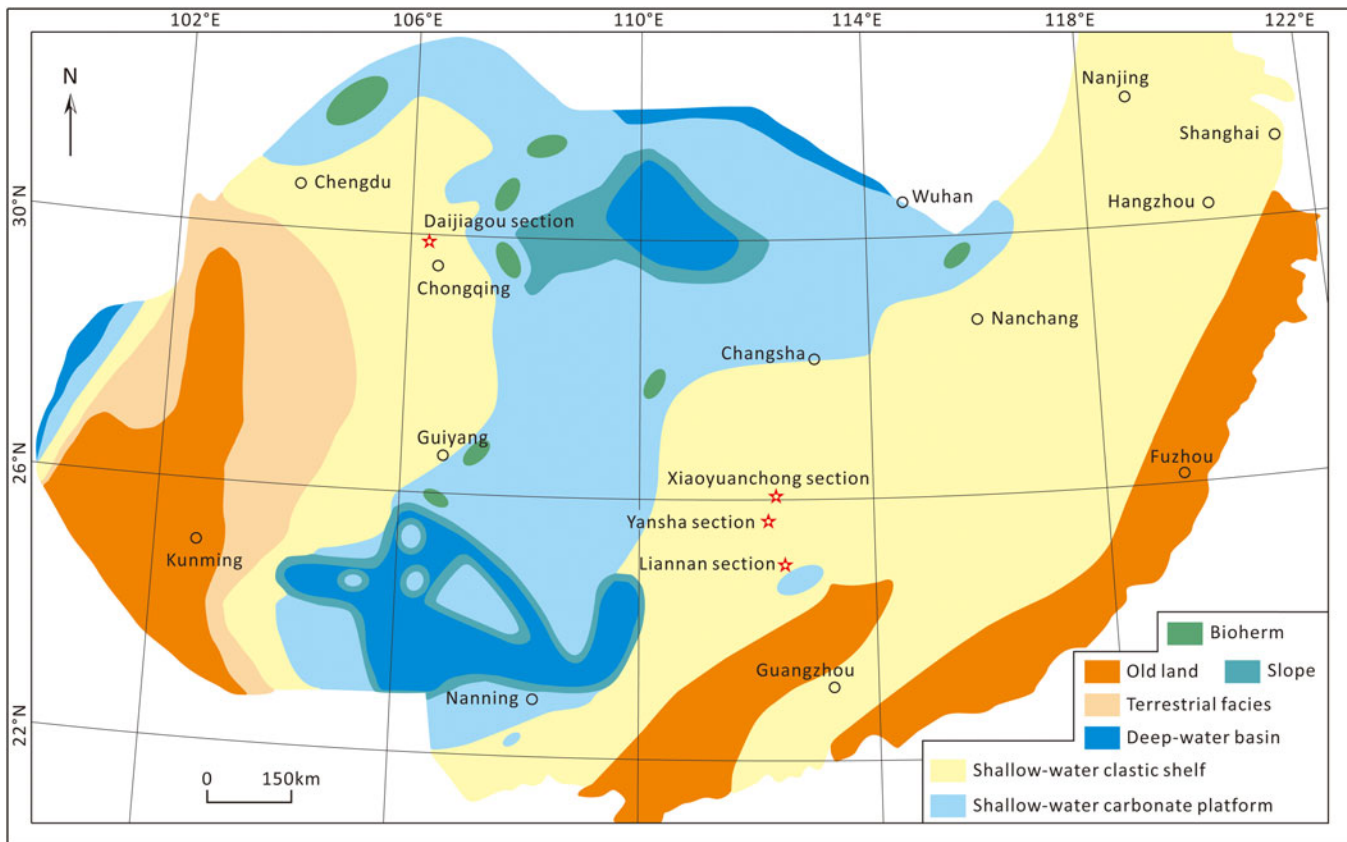 102°E
106°E
110°E
114°E
118°E
122°E
N
Nanjing
Shanghai
Chengdu
30°N
Wuhan
Hangzhou
Daijiagou section
Chongqing
Nanchang
Changsha
Guiyang
26°N
Fuzhou
Xiaoyuanchong section
Yansha section
Kunming
Liannan section
Bioherm
Guangzhou
Old land
Slope
Nanning
Terrestrial facies
22°N
Deep-water basin
0 150km
Shallow-water clastic shelf
Shallow-water carbonate platform